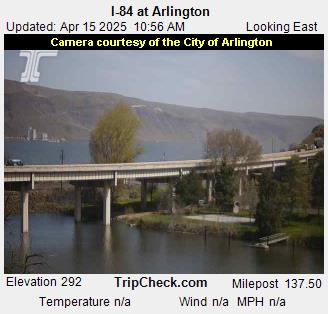 I-84 at Arlington
Updated: Apr 15 2025 10:56 AM Looking East
Camera courtesy of the City of Arlington
Elevation 292 TripCheck.com Milepost 137.50
Temperature n/a Wind n/a MPH n/a